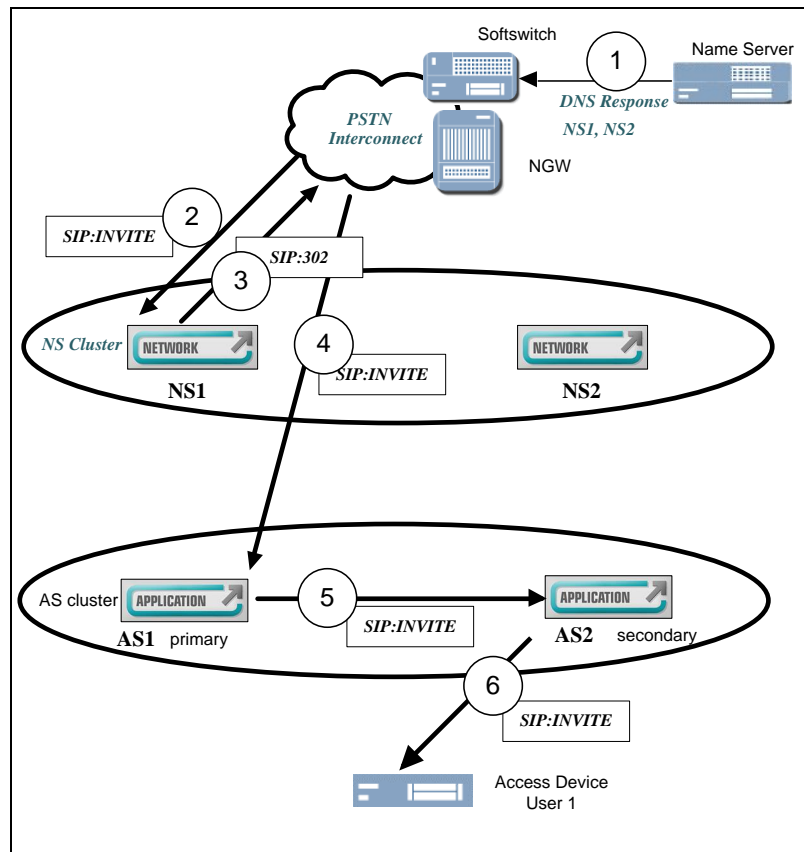 Softswitch
1
Name Server
DNS Response
NS1, NS2
PSTN
Interconnect
NGW
2
SIP:INVITE
SIP:302
3
NS Cluster
NETWORK
NS1
4
SIP:INVITE
NETWORK
NS2
AS cluster
APPLICATION
AS1 primary
5
SIP:INVITE
APPLICATION
AS2 secondary
6
SIP:INVITE
Access Device
User 1